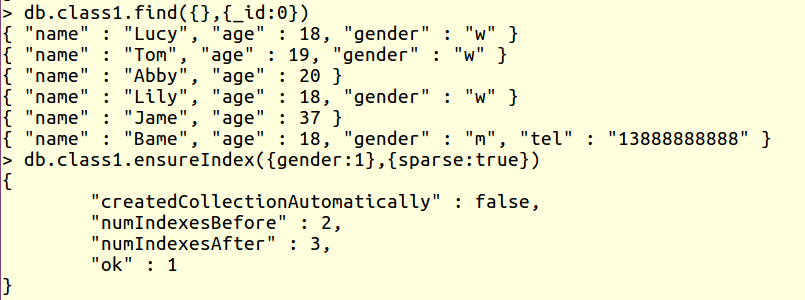 > db.class1.find({},{_id:0})
{ "name" : "Lucy", "age" : 18, "gender" : "w" }
{ "name" : "Tom", "age" : 19, "gender" : "w" }
{ "name" : "Abby", "age" : 20 }
{ "name" : "Lily", "age" : 18, "gender" : "w" }
{ "name" : "Jame", "age" : 37 }
{ "name" : "Bame", "age" : 18, "gender" : "m", "tel" : "13888888888" }
> db.class1.ensureIndex({gender:1},{sparse:true})
{
        "createdCollectionAutomatically" : false,
        "numIndexesBefore" : 2,
        "numIndexesAfter" : 3,
        "ok" : 1
}